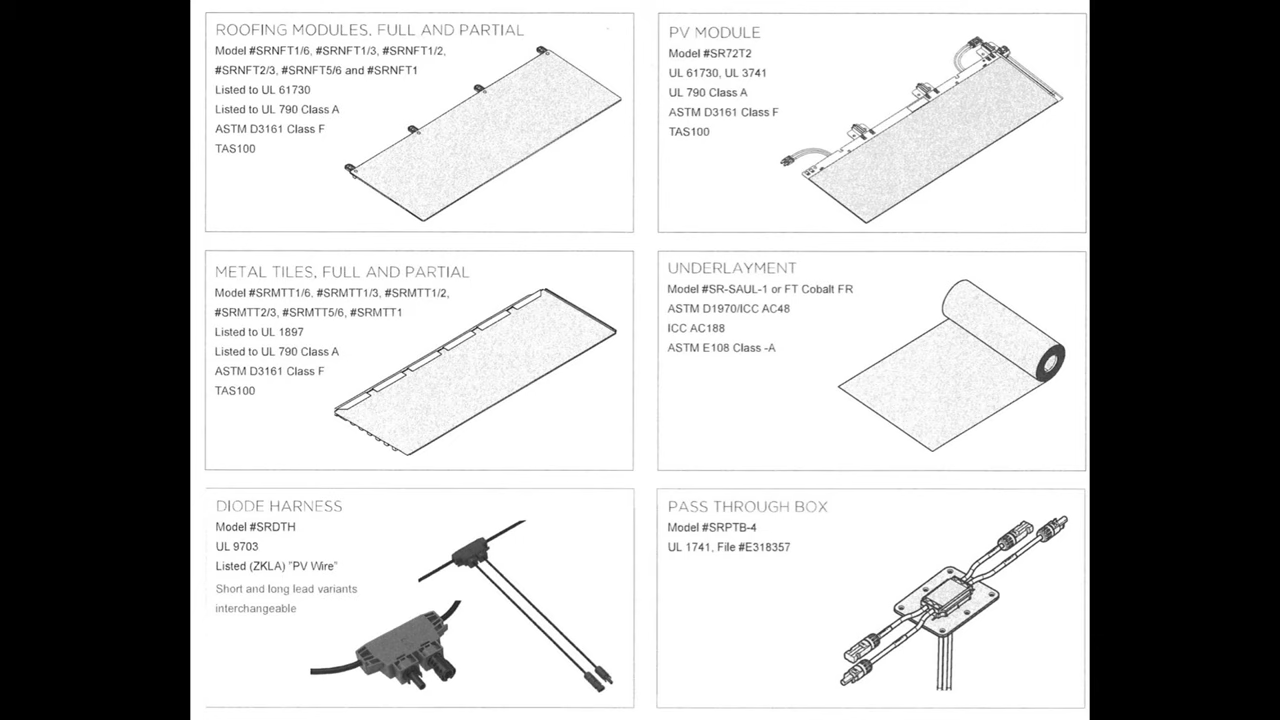 ROOFING MODULES, FULL AND PARTIAL
Model #SRNFT1/6, #SRNFT1/3, #SRNFT1/2,
#SRNFT2/3, #SRNFT5/6 and #SRNFT1
Listed to UL 61730
Listed to UL 790 Class A
ASTM D3161 Class F
TAS100
PV MODULE
Model #SR72T2
UL 61730, UL 3741
UL 790 Class A
ASTM D3161 Class F
TAS100
METAL TILES, FULL AND PARTIAL
Model #SRMTT1/6, #SRMTT1/3, #SRMTT1/2,
#SRMTT2/3, #SRMTT5/6, #SRMTT1
Listed to UL 1897
Listed to UL 790 Class A
ASTM D3161 Class F
TAS100
UNDERLAYMENT
Model #SR-SAUL-1 or FT Cobalt FR
ASTM D1970/ICC AC48
ICC AC188
ASTM E108 Class -A
DIODE HARNESS
Model #SRDTH
UL 9703
Listed (ZKLA) "PV Wire"
Short and long lead variants
interchangeable
PASS THROUGH BOX
Model #SRPTB-4
UL 1741, File #E318357